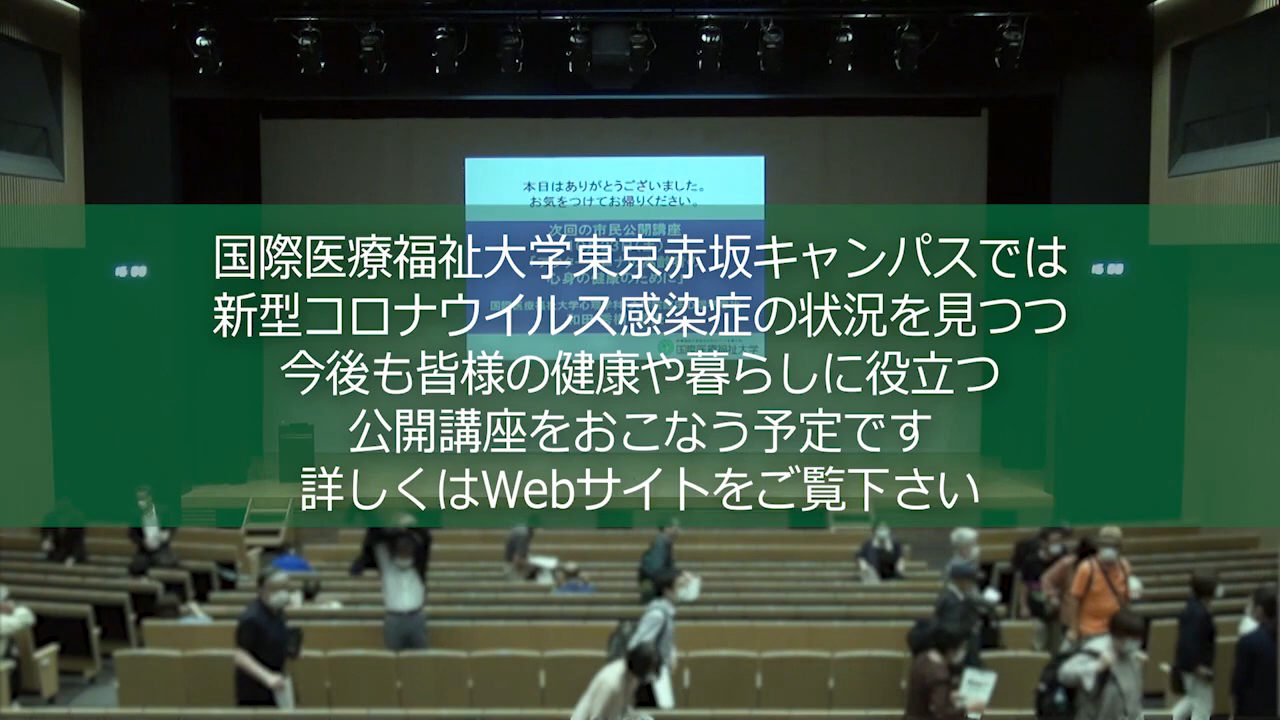 本日はありがとうございました。
お気をつけてお帰りください。
次回の市民公開講座
国際医療福祉大学東京赤坂キャンパスでは
新型コロナウイルス感染症の状況を見つつ
今後も皆様の健康や暮らしに役立つ
公開講座をおこなう予定です
詳しくはWebサイトをご覧下さい
心身の健康のために」
国際医療福祉大学